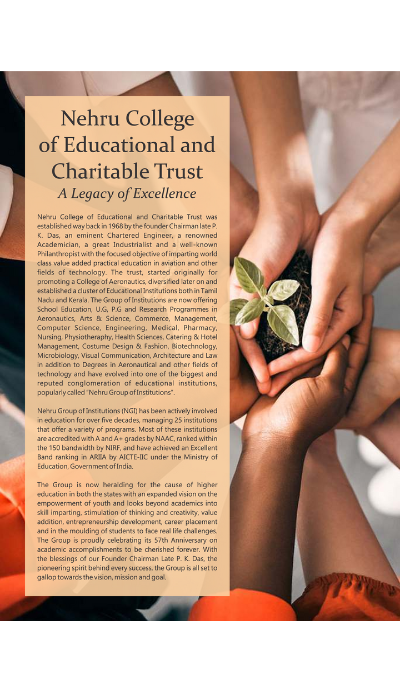 Nehru College
of Educational and
Charitable Trust
A Legacy of Excellence
Nehru College of Educational and Charitable Trust was
established way back in 1968 by the founder Chairman late P.
K. Das, an eminent Chartered Engineer, a renowned
Academician, a great Industrialist and a well-known
Philanthropist with the focused objective of imparting world
class value added practical education in aviation and other
fields of technology. The trust, started originally for
promoting a College of Aeronautics, diversified later on and
established a cluster of Educational Institutions both in Tamil
Nadu and Kerala. The Group of Institutions are now offering
School Education, U.G, P.G and Research Programmes in
Aeronautics, Arts & Science, Commerce, Management,
Computer Science, Engineering, Medical, Pharmacy,
Nursing, Physiotheraphy, Health Sciences, Catering & Hotel
Management, Costume Design & Fashion, Biotechnology,
Microbiology, Visual Communication, Architecture and Law
in addition to Degrees in Aeronautical and other fields of
technology and have evolved into one of the biggest and
reputed conglomeration of educational institutions,
popularly called "Nehru Group of Institutions".
Nehru Group of Institutions (NGI) has been actively involved
in education for over five decades, managing 25 institutions
that offer a variety of programs. Most of these institutions
are accredited with A and A+ grades by NAAC, ranked within
the 150 bandwidth by NIRF, and have achieved an Excellent
Band ranking in ARIIA by AICTE-IIC under the Ministry of
Education, Government of India.
The Group is now heralding for the cause of higher
education in both the states with an expanded vision on the
empowerment of youth and looks beyond academics into
skill imparting, stimulation of thinking and creativity, value
addition, entrepreneurship development, career placement
and in the moulding of students to face real life challenges.
The Group is proudly celebrating its 57th Anniversary on
academic accomplishments to be cherished forever. With
the blessings of our Founder Chairman Late P. K. Das, the
pioneering spirit behind every success, the Group is all set to
gallop towards the vision, mission and goal.